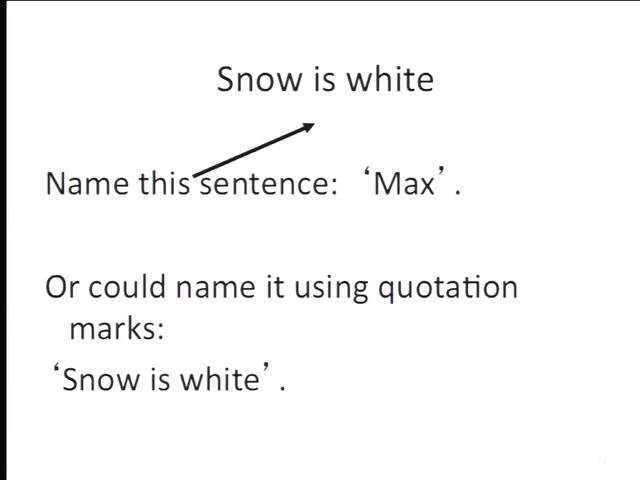 Snow is white
Name this sentence: ‘Max’.
Or could name it using quotation
marks:
‘Snow is white’.